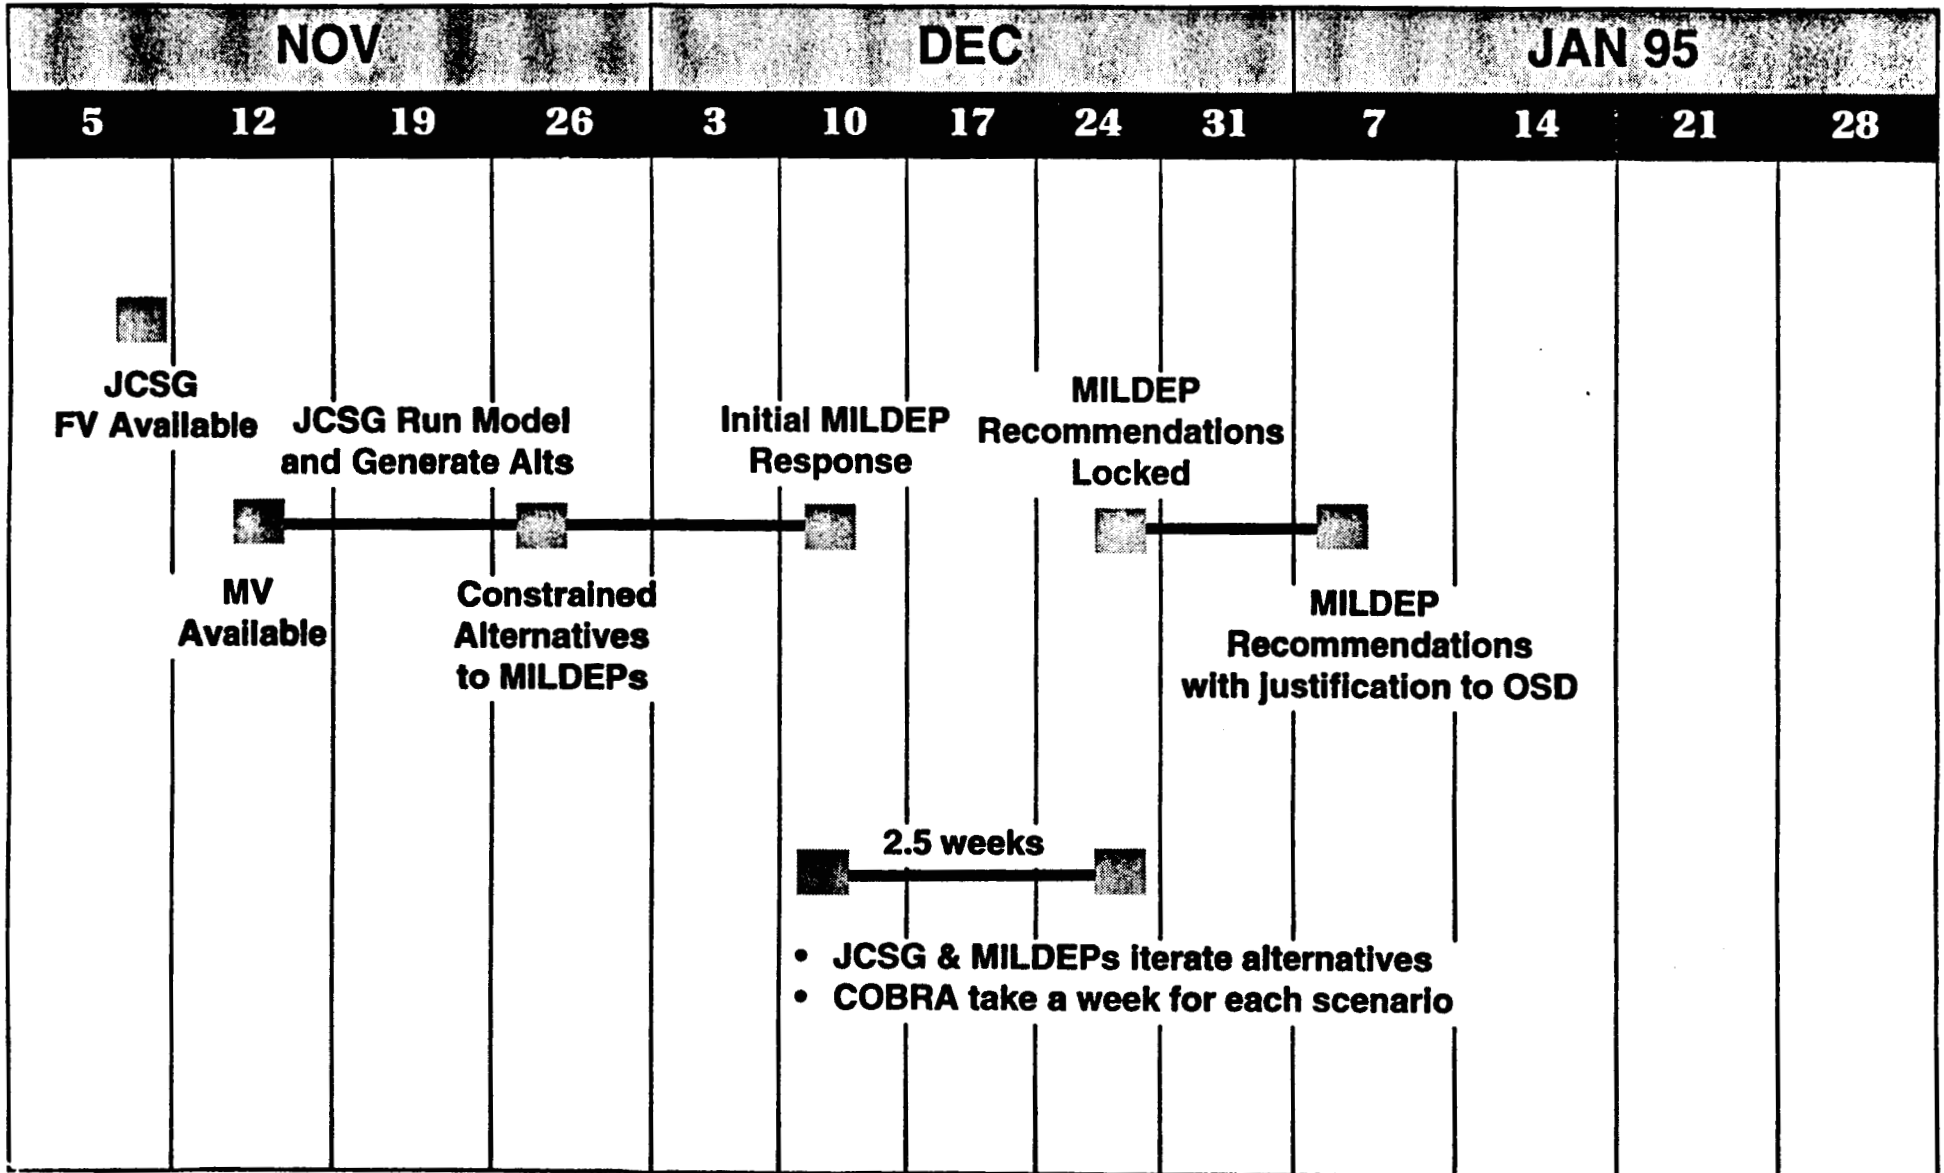 NOV DEC JAN 95
5 12 19 26 3 10 17 24 31 7 14 21 28
JCSG
FV Available
JCSG Run Model
and Generate Alts
Initial MILDEP
Response
MILDEP
Recommendations
Locked
MV
Available
Constrained
Alternatives
to MILDEPs
MILDEP
Recommendations
with justification to OSD
2.5 weeks
• JCSG & MILDEPs iterate alternatives
• COBRA take a week for each scenario